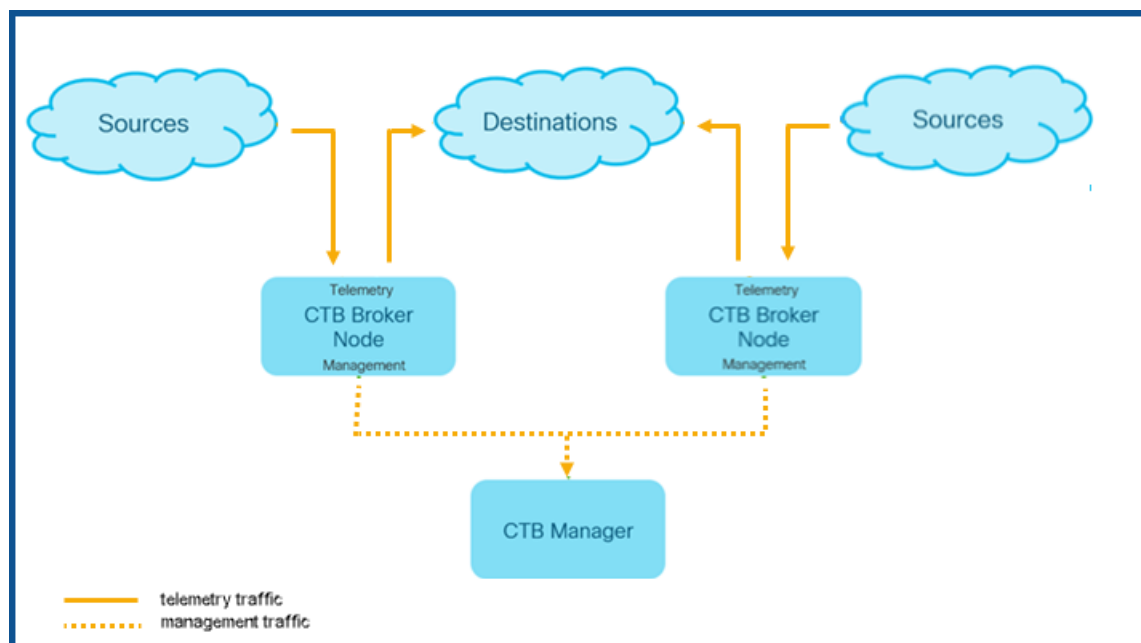 Sources
Destinations
Sources
Telemetry
CTB Broker
Node
Management
Telemetry
CTB Broker
Node
Management
CTB Manager
telemetry traffic
management traffic